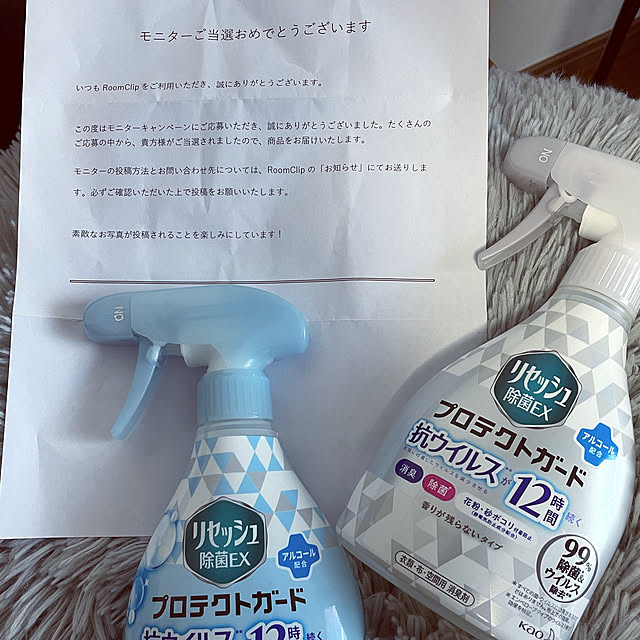 モニターご当選おめでとうございます
いつも RoomClip をご利用いただき、誠にありがとうございます。
この度はモニターキャンペーンにご応募いただき、誠にありがとうございました。たくさんの
ご応募の中から、貴方様がご当選されましたので、商品をお届けいたします。
モニターの投稿方法とお問い合わせ先については、RoomClip の「お知らせ」にてお送りしま
す。必ずご確認いただいた上で投稿をお願いいたします。
素敵なお写真が投稿されることを楽しみにしています！
ON
リセッシュ
除菌EX
アルコール
配合
プロテクトガード
抗ウイルスが12時間続く
ON
リセッシュ
除菌EX
アルコール
配合
プロテクトガード
抗ウイルスが12時間続く
消臭
除菌
花粉・砂ボコリ付着防止
香りが残らないタイプ
衣類・布・空間用 消臭剤
99%
除菌&
ウイルス
除去
Kao